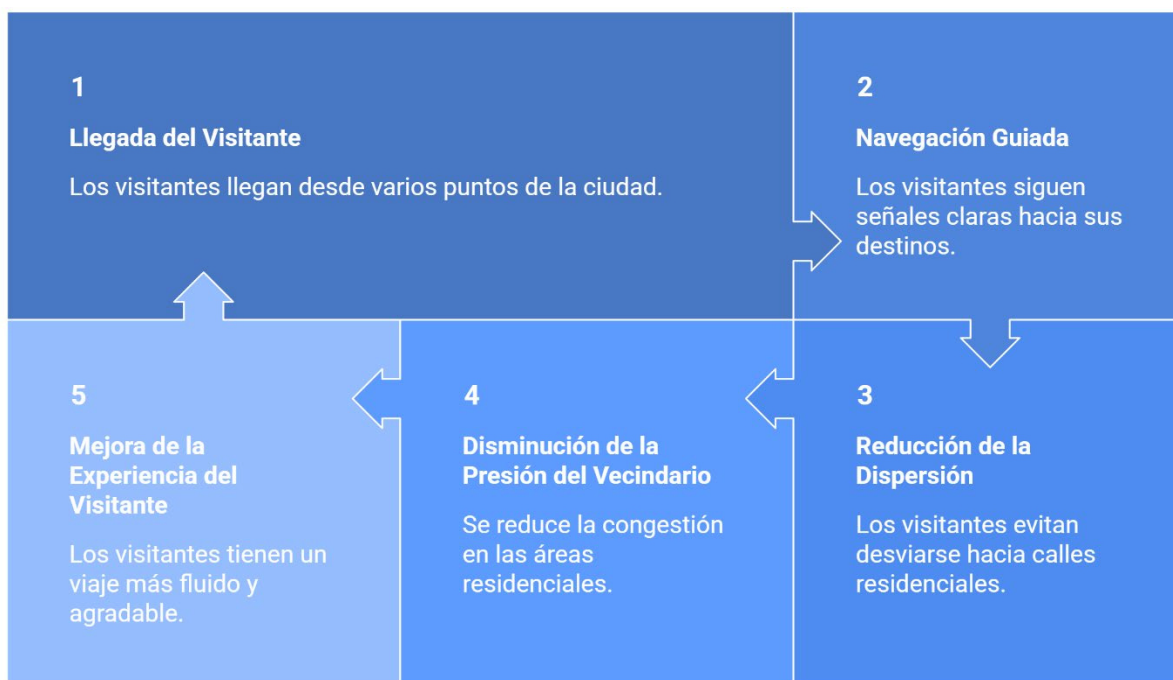 1
Llegada del Visitante
Los visitantes llegan desde varios puntos de la ciudad.
2
Navegación Guiada
Los visitantes siguen
señales claras hacia sus
destinos.
3
Reducción de la
Dispersión
Los visitantes evitan
desviarse hacia calles
residenciales.
4
Disminución de la
Presión del Vecindario
Se reduce la congestión
en las áreas
residenciales.
5
Mejora de la
Experiencia del
Visitante
Los visitantes tienen un
viaje más fluido y
agradable.